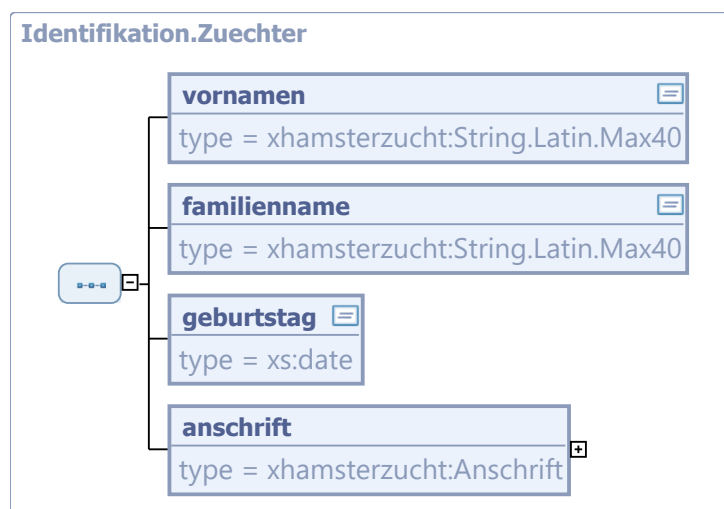 Identifikation.Zuechter
vornamen
type = xhamsterzucht:String.Latin.Max40
familienname
type = xhamsterzucht:String.Latin.Max40
geburtstag
type = xs:date
anschrift
type = xhamsterzucht:Anschrift